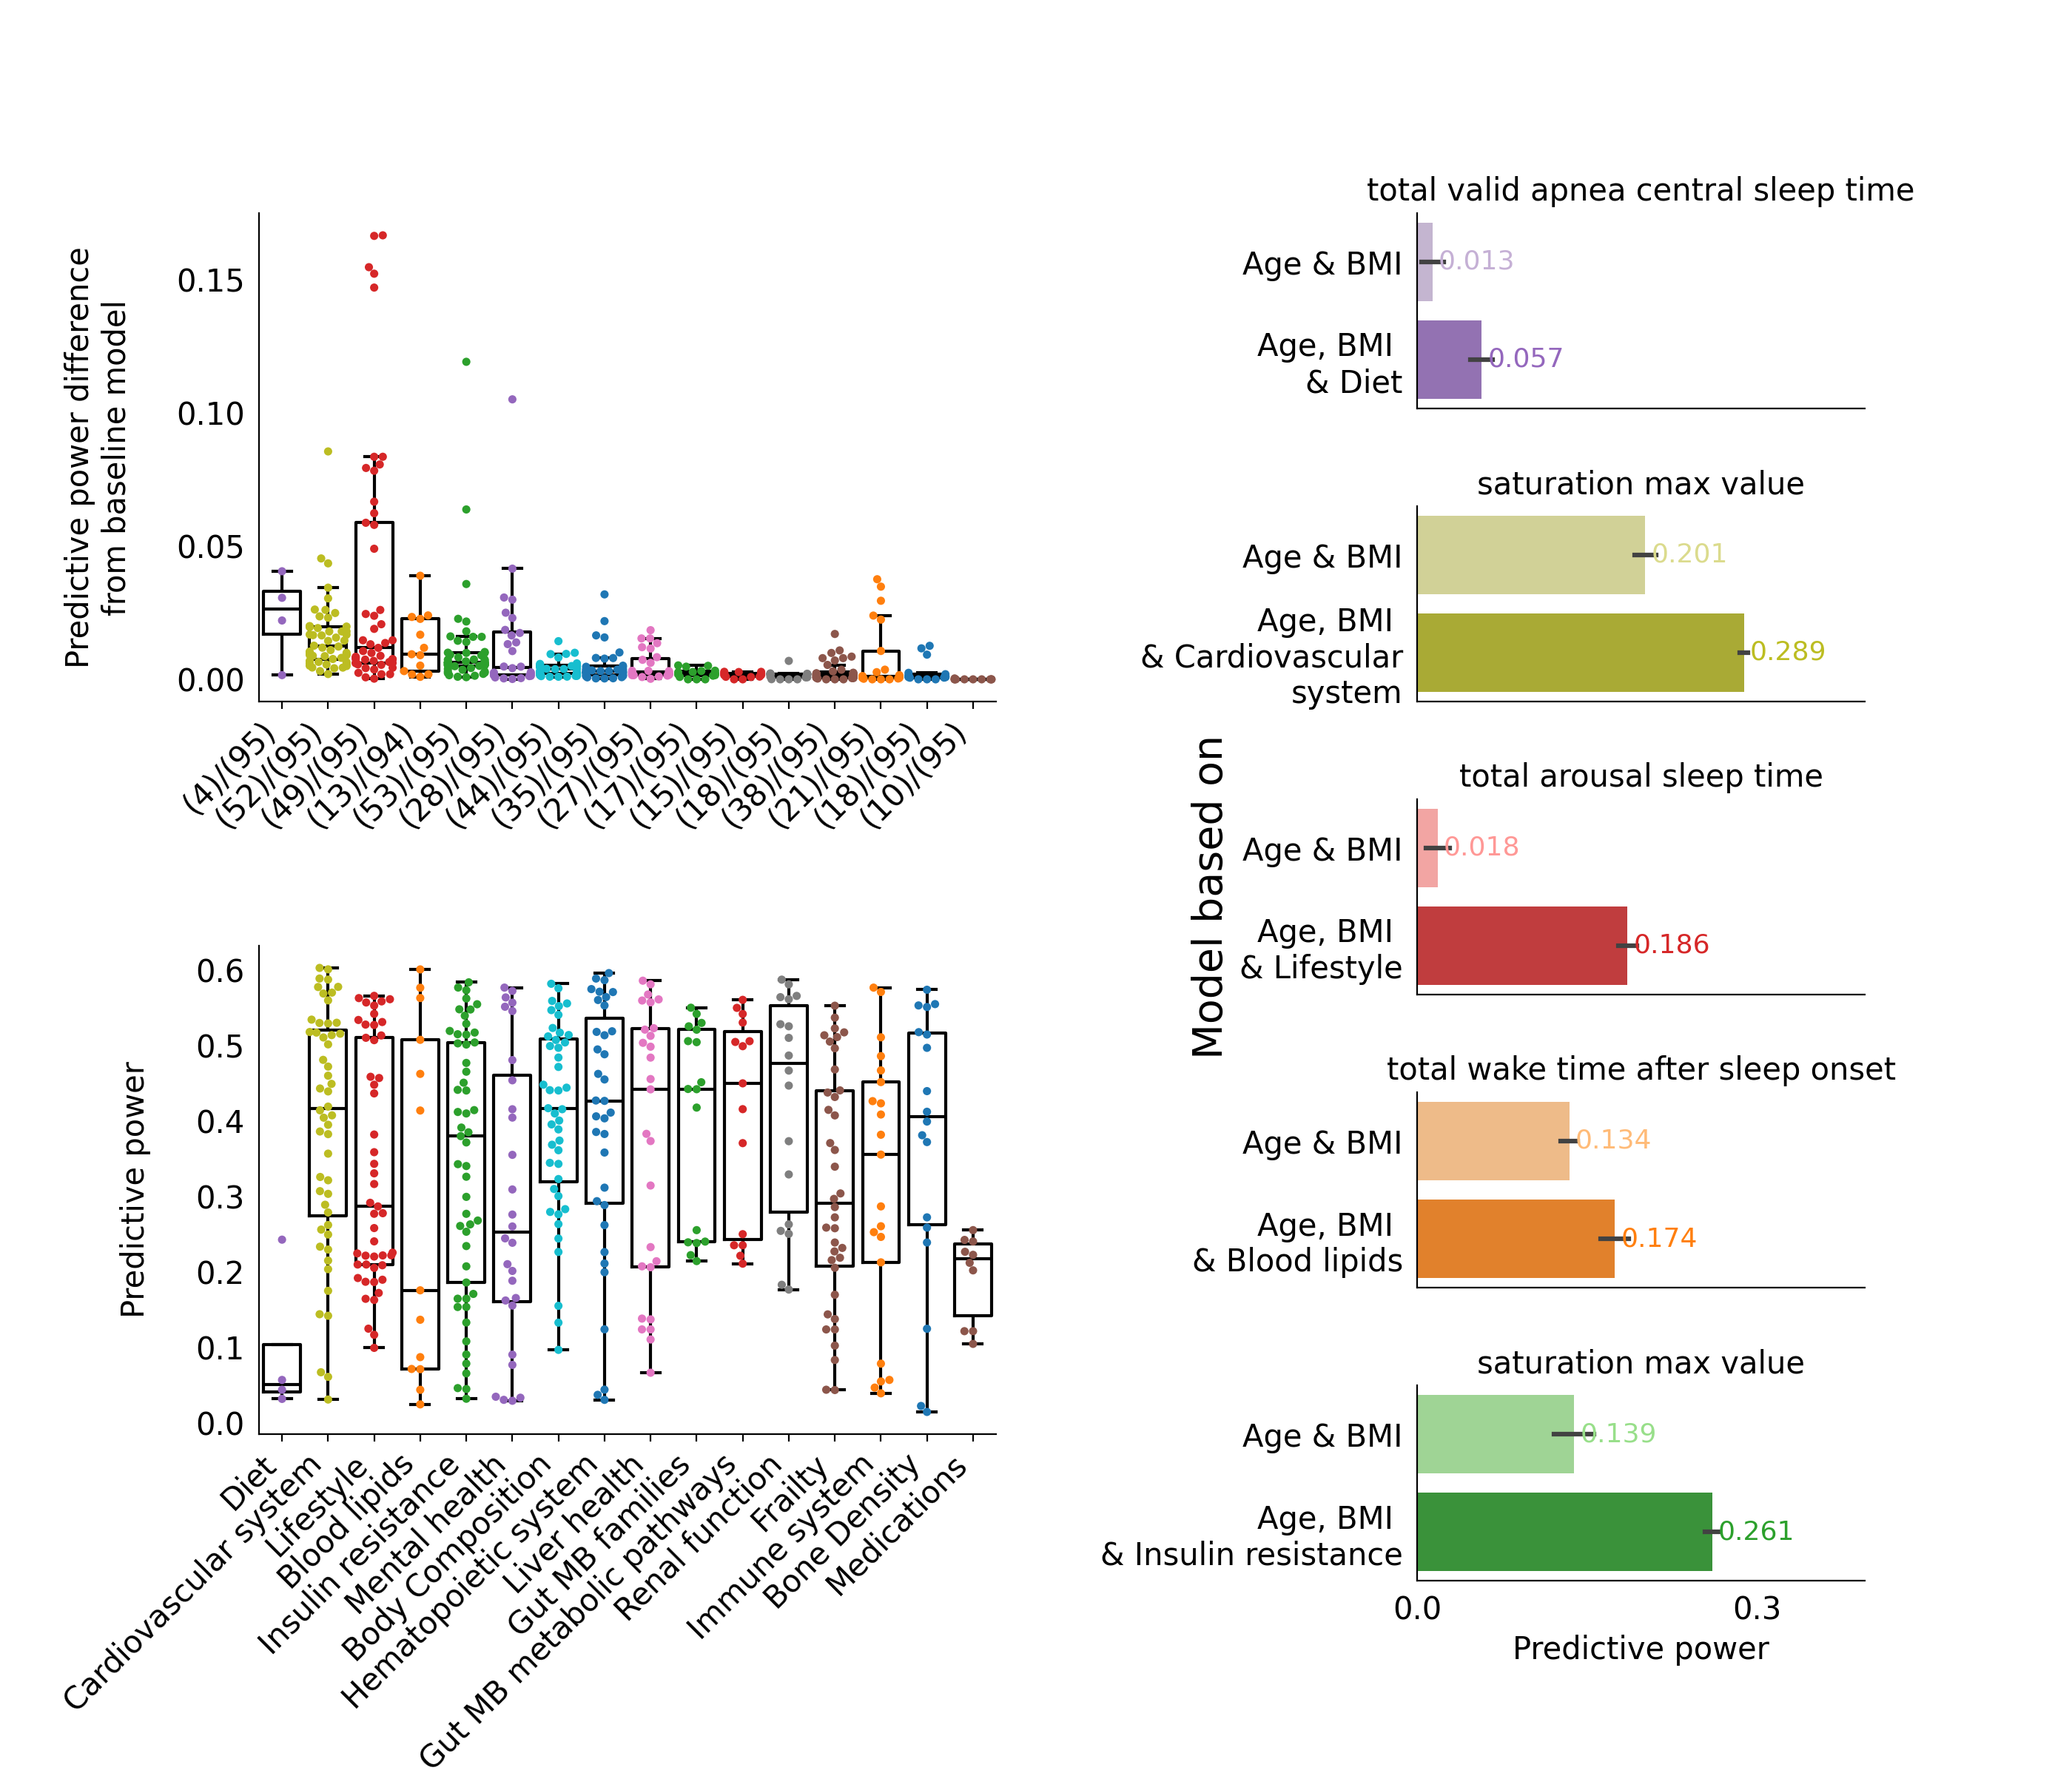 Predictive power difference
from baseline model
0.15
0.10
0.05
0.00
(4)/(95)
(52)/(95)
(49)/(95)
(13)/(94)
(53)/(95)
(28)/(95)
(44)/(95)
(35)/(95)
(27)/(95)
(17)/(95)
(15)/(95)
(18)/(95)
(38)/(95)
(21)/(95)
(18)/(95)
(10)/(95)
Predictive power
0.6
0.5
0.4
0.3
0.2
0.1
0.0
Diet
Cardiovascular system
Lifestyle
Blood lipids
Insulin resistance
Mental health
Body Composition
Hematopoietic system
Liver health
Gut MB families
Gut MB metabolic pathways
Renal function
Frailty
Immune system
Bone Density
Medications
Model based on
total valid apnea central sleep time
Age & BMI
0.013
Age, BMI
& Diet
0.057
saturation max value
Age & BMI
0.201
Age, BMI
& Cardiovascular
system
0.289
total arousal sleep time
Age & BMI
0.018
Age, BMI
& Lifestyle
0.186
total wake time after sleep onset
Age & BMI
0.134
Age, BMI
& Blood lipids
0.174
saturation max value
Age & BMI
0.139
Age, BMI
& Insulin resistance
0.261
0.0
0.3
Predictive power